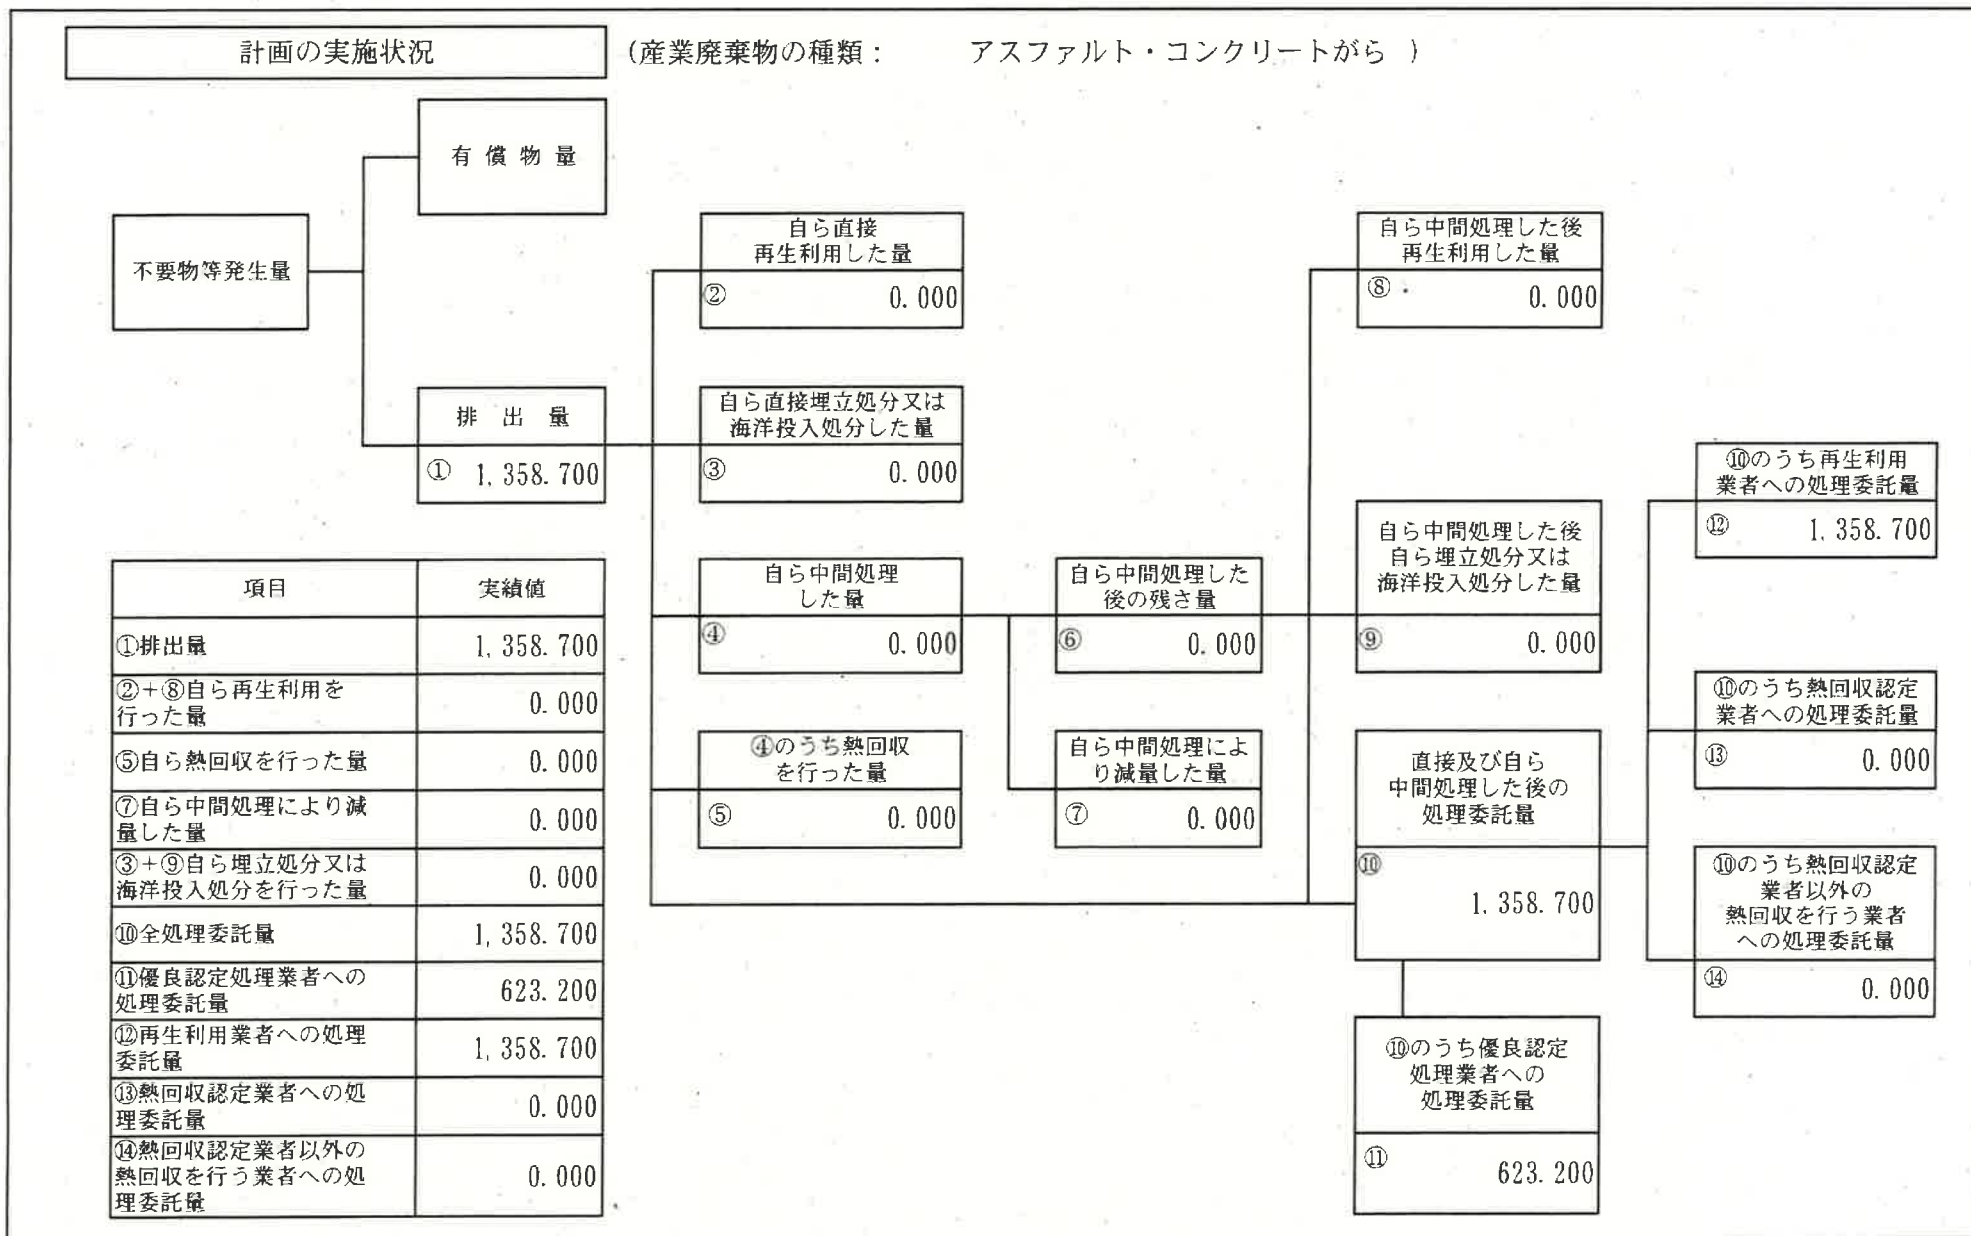 計画の実施状況 (産業廃棄物の種類: アスファルト・コンクリートがら )
有 償 物 量
不要物等発生量
排 出 量
① 1,358.700
自ら直接
再生利用した量
② 0.000
自ら直接埋立処分又は
海洋投入処分した量
③ 0.000
自ら中間処理
した量
④ 0.000
④のうち熱回収
を行った量
⑤ 0.000
自ら中間処理した
後の残さ量
⑥ 0.000
自ら中間処理によ
り減量した量
⑦ 0.000
自ら中間処理した後
再生利用した量
⑧ 0.000
自ら中間処理した後
自ら埋立処分又は
海洋投入処分した量
⑨ 0.000
直接及び自ら
中間処理した後の
処理委託量
⑩
1,358.700
⑩のうち優良認定
処理業者への
処理委託量
⑪ 623.200
⑩のうち再生利用
業者への処理委託量
⑫ 1,358.700
⑩のうち熱回収認定
業者への処理委託量
⑬ 0.000
⑩のうち熱回収認定
業者以外の
熱回収を行う業者
への処理委託量
⑭ 0.000
項目 実績値
①排出量 1,358.700
②+⑧自ら再生利用を
行った量 0.000
⑤自ら熱回収を行った量 0.000
⑦自ら中間処理により減
量した量 0.000
③+⑨自ら埋立処分又は
海洋投入処分を行った量 0.000
⑩全処理委託量 1,358.700
⑪優良認定処理業者への
処理委託量 623.200
⑫再生利用業者への処理
委託量 1,358.700
⑬熱回収認定業者への処
理委託量 0.000
⑭熱回収認定業者以外の
熱回収を行う業者への処
理委託量 0.000